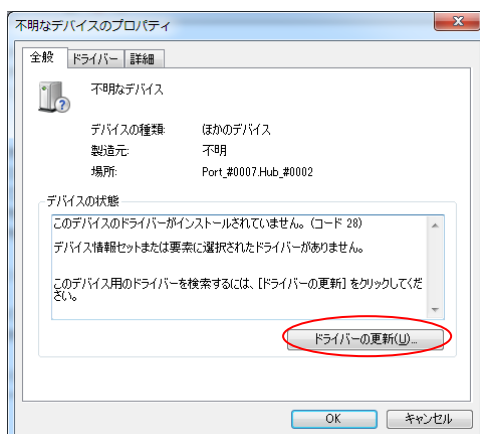 不明なデバイスのプロパティ
全般 ドライバー 詳細
不明なデバイス
デバイスの種類: ほかのデバイス
製造元: 不明
場所: Port_#0007.Hub_#0002
デバイスの状態
このデバイスのドライバーがインストールされていません。(コード 28)
デバイス情報セットまたは要素に選択されたドライバーがありません。
このデバイス用のドライバーを検索するには、[ドライバーの更新] をクリックしてくだ
さい。
ドライバーの更新(U)...
OK キャンセル